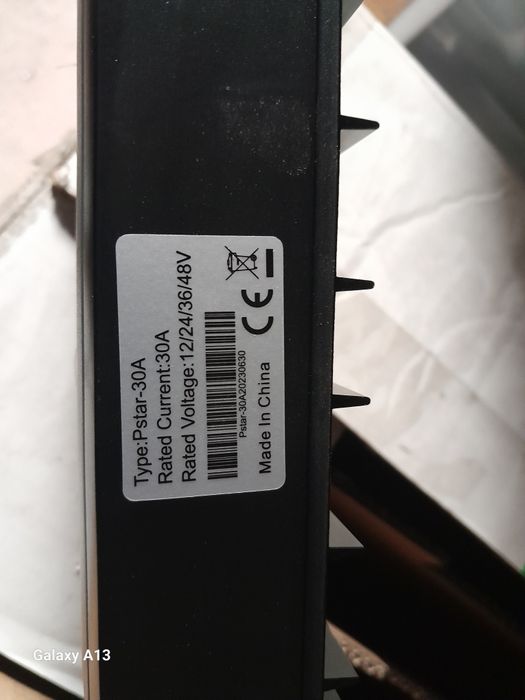 Type:Pstar-30A
Rated Current:30A
Rated Voltage:12/24/36/48V
Pstar-30A20230630
Made In China
CE
Galaxy A13